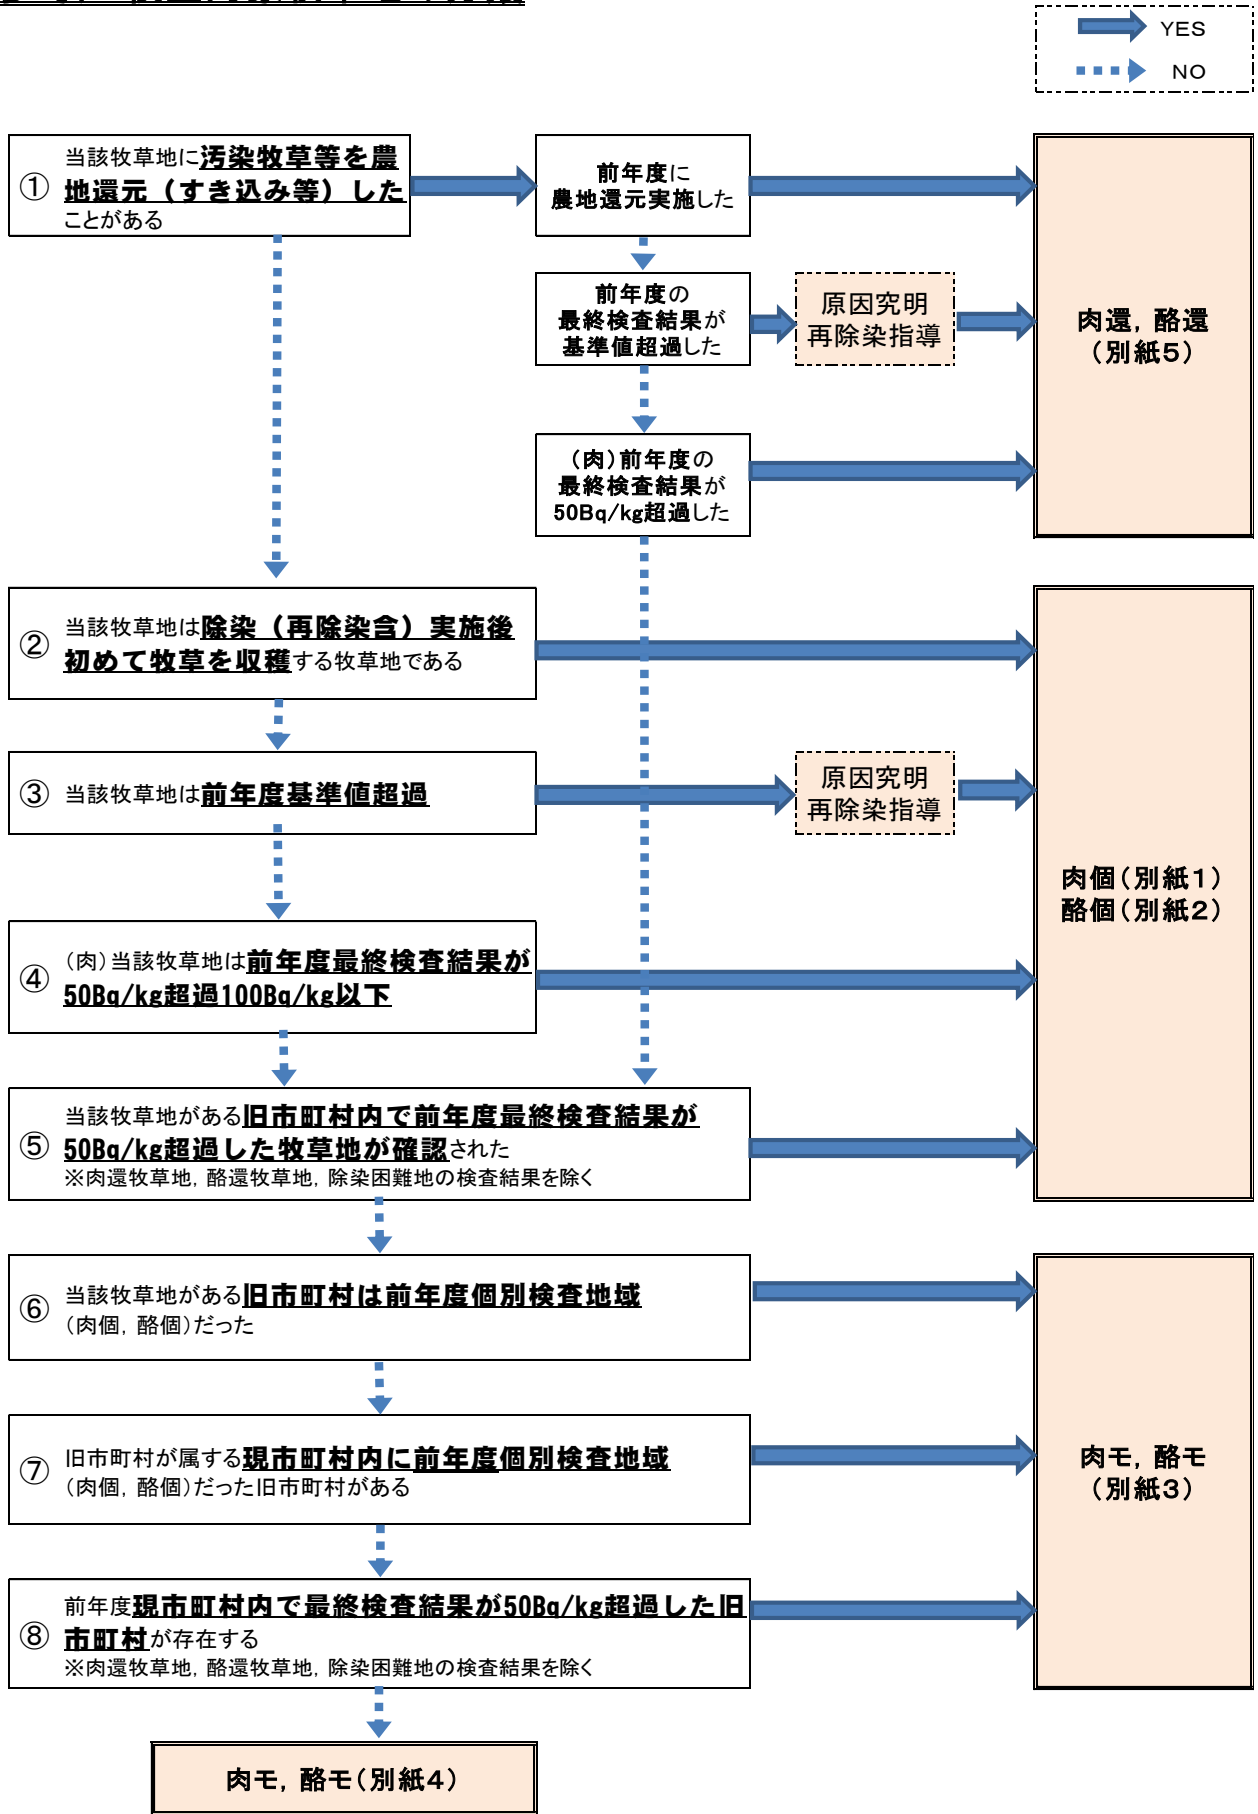 YES
NO
① 当該牧草地に汚染牧草等を農
地還元（すき込み等）した
ことがある
前年度に
農地還元実施した
前年度の
最終検査結果が
基準値超過した
原因究明
再除染指導
（肉）前年度の
最終検査結果が
50Bq/kg超過した
肉還，酪還
（別紙５）
② 当該牧草地は除染（再除染含）実施後
初めて牧草を収穫する牧草地である
③ 当該牧草地は前年度基準値超過
原因究明
再除染指導
④ （肉）当該牧草地は前年度最終検査結果が
50Bq/kg超過100Bq/kg以下
肉個（別紙１）
酪個（別紙２）
⑤ 当該牧草地がある旧市町村内で前年度最終検査結果が
50Bq/kg超過した牧草地が確認された
※肉還牧草地，酪還牧草地，除染困難地の検査結果を除く
⑥ 当該牧草地がある旧市町村は前年度個別検査地域
（肉個，酪個）だった
⑦ 旧市町村が属する現市町村内に前年度個別検査地域
（肉個，酪個）だった旧市町村がある
⑧ 前年度現市町村内で最終検査結果が50Bq/kg超過した旧
市町村が存在する
※肉還牧草地，酪還牧草地，除染困難地の検査結果を除く
肉モ，酪モ
（別紙３）
肉モ，酪モ（別紙４）